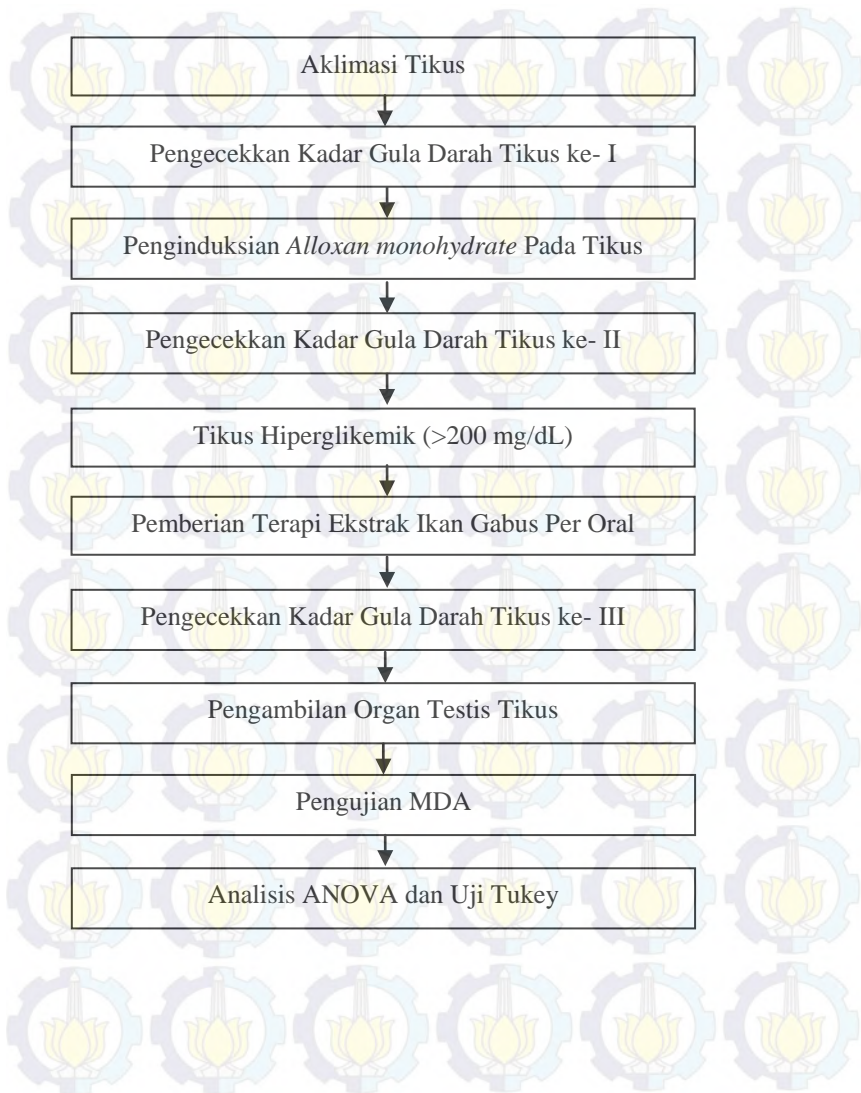 Aklimasi Tikus
Pengecekkan Kadar Gula Darah Tikus ke- I
Penginduksian Alloxan monohydrate Pada Tikus
Pengecekkan Kadar Gula Darah Tikus ke- II
Tikus Hiperglikemik (>200 mg/dL)
Pemberian Terapi Ekstrak Ikan Gabus Per Oral
Pengecekkan Kadar Gula Darah Tikus ke- III
Pengambilan Organ Testis Tikus
Pengujian MDA
Analisis ANOVA dan Uji Tukey